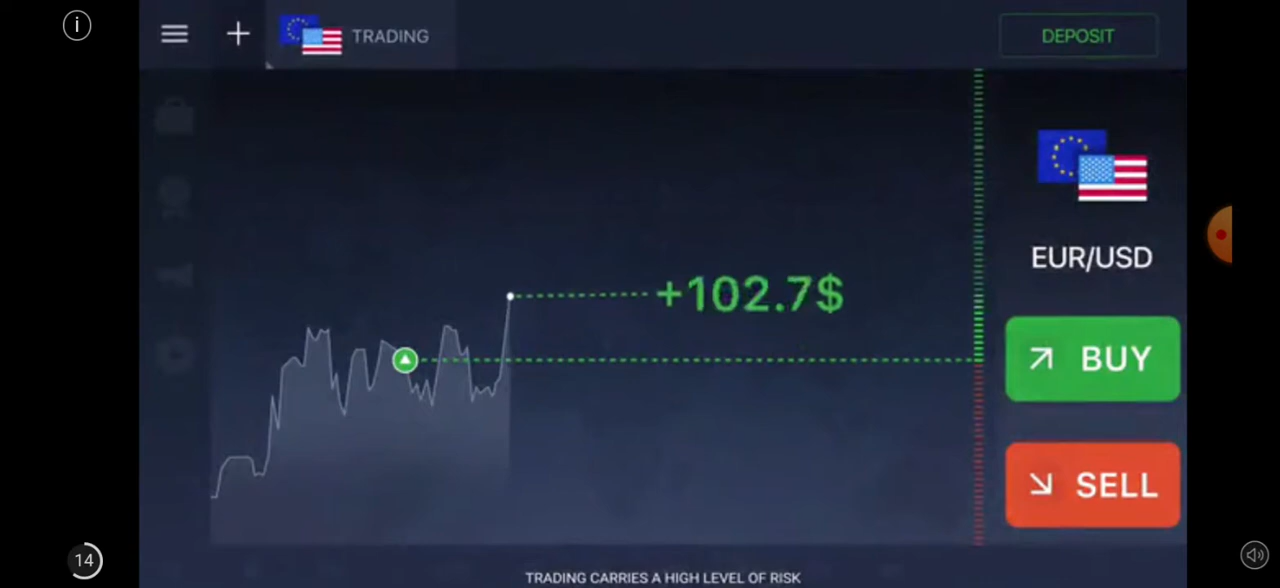 i
TRADING
DEPOSIT
+102.7$
EUR/USD
BUY
SELL
14
TRADING CARRIES A HIGH LEVEL OF RISK